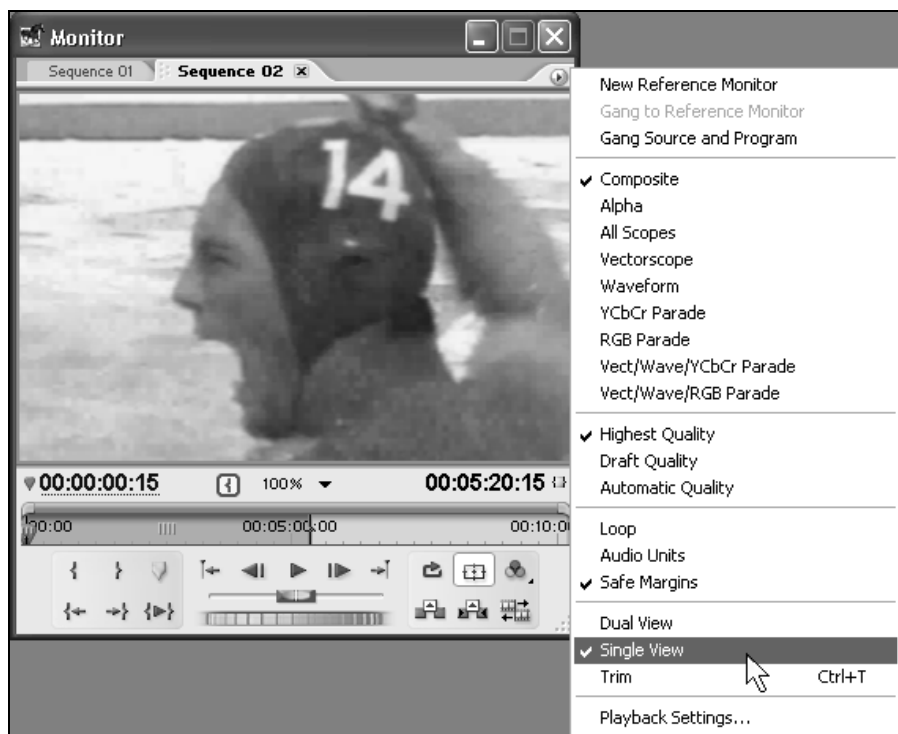 Monitor
Sequence 01
Sequence 02
14
00:00:00:15
100%
00:05:20:15
00:00
00:05:00:00
00:10:0
New Reference Monitor
Gang to Reference Monitor
Gang Source and Program
Composite
Alpha
All Scopes
Vectorscope
Waveform
YCbCr Parade
RGB Parade
Vect/Wave/YCbCr Parade
Vect/Wave/RGB Parade
Highest Quality
Draft Quality
Automatic Quality
Loop
Audio Units
Safe Margins
Dual View
Single View
Trim Ctrl+T
Playback Settings...